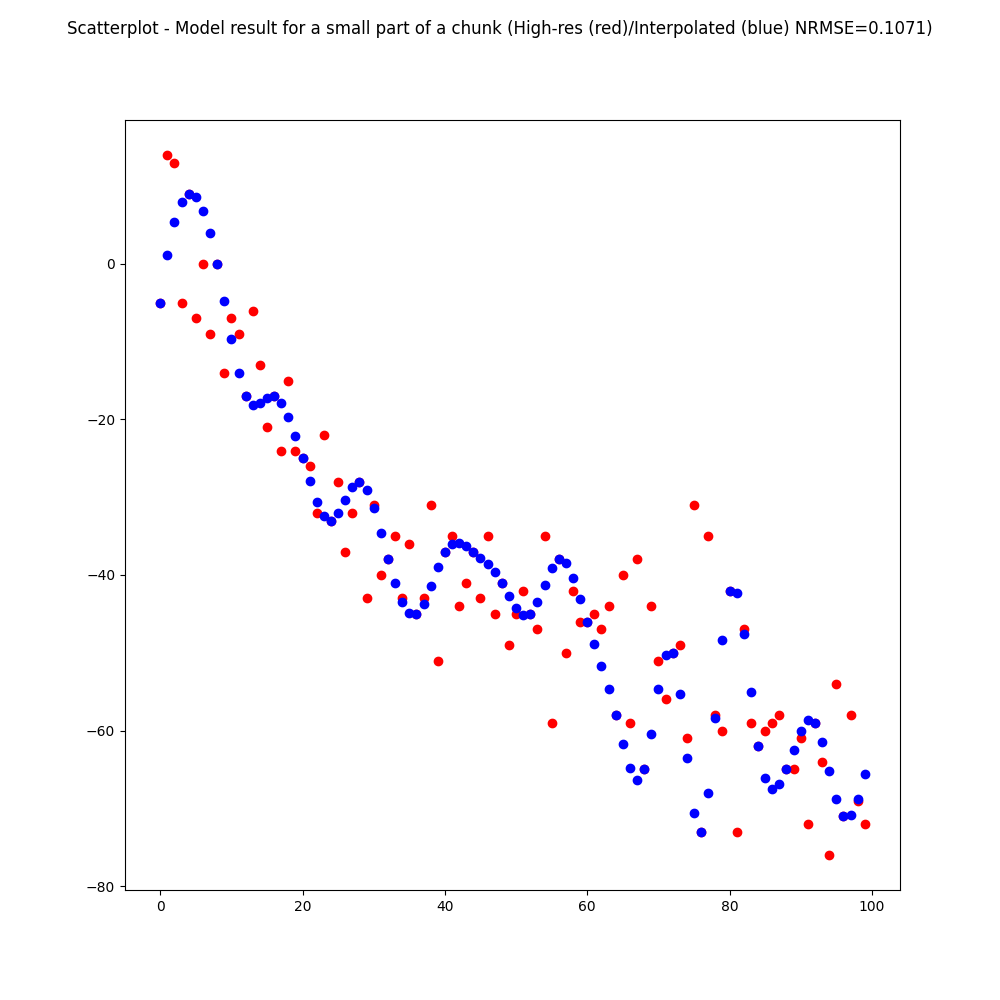 Scatterplot - Model result for a small part of a chunk (High-res (red)/Interpolated (blue) NRMSE=0.1071)
0
−20
−40
−60
−80
0 20 40 60 80 100